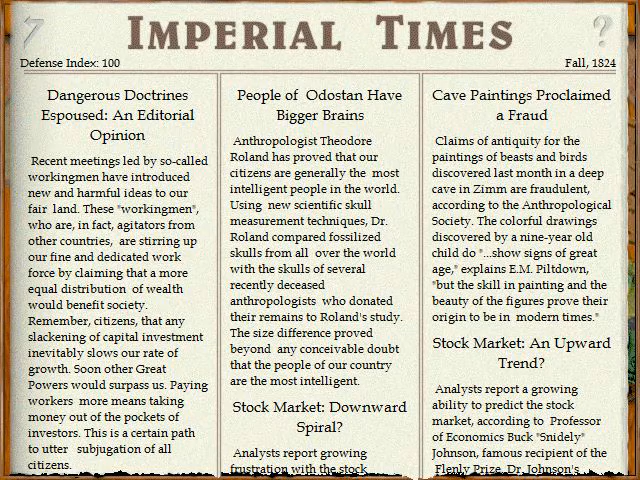 IMPERIAL TIMES
Defense Index: 100
Fall, 1824
Dangerous Doctrines
Espoused: An Editorial
Opinion
Recent meetings led by so-called
workingmen have introduced
new and harmful ideas to our
fair land. These "workingmen",
who are, in fact, agitators from
other countries, are stirring up
our fine and dedicated work
force by claiming that a more
equal distribution of wealth
would benefit society.
Remember, citizens, that any
slackening of capital investment
inevitably slows our rate of
growth. Soon other Great
Powers would surpass us. Paying
workers more means taking
money out of the pockets of
investors. This is a certain path
to utter subjugation of all
citizens.
People of Odostan Have
Bigger Brains
Anthropologist Theodore
Roland has proved that our
citizens are generally the most
intelligent people in the world.
Using new scientific skull
measurement techniques, Dr.
Roland compared fossilized
skulls from all over the world
with the skulls of several
recently deceased
anthropologists who donated
their remains to Roland's study.
The size difference proved
beyond any conceivable doubt
that the people of our country
are the most intelligent.
Stock Market: Downward
Spiral?
Analysts report growing
frustration with the stock
Cave Paintings Proclaimed
a Fraud
Claims of antiquity for the
paintings of beasts and birds
discovered last month in a deep
cave in Zimm are fraudulent,
according to the Anthropological
Society. The colorful drawings
discovered by a nine-year old
child do "...show signs of great
age," explains E.M. Piltdown,
"but the skill in painting and the
beauty of the figures prove their
origin to be in modern times."
Stock Market: An Upward
Trend?
Analysts report a growing
ability to predict the stock
market, according to Professor
of Economics Buck "Snidely"
Johnson, famous recipient of the
Flenly Prize. Dr. Johnson's